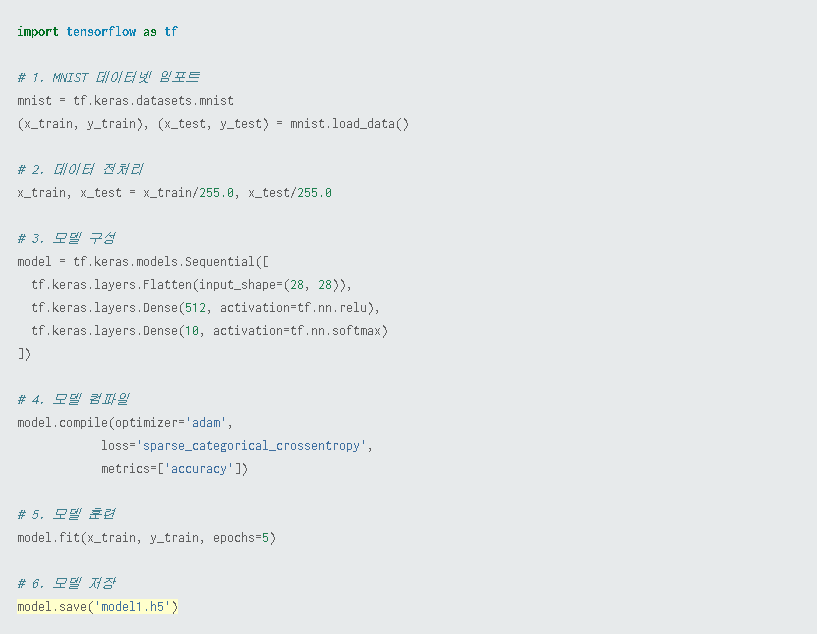 import tensorflow as tf
# 1. MNIST 데이터넷 임포트
mnist = tf.keras.datasets.mnist
(x_train, y_train), (x_test, y_test) = mnist.load_data()
# 2. 데이터 전처리
x_train, x_test = x_train/255.0, x_test/255.0
# 3. 모델 구성
model = tf.keras.models.Sequential([
  tf.keras.layers.Flatten(input_shape=(28, 28)),
  tf.keras.layers.Dense(512, activation=tf.nn.relu),
  tf.keras.layers.Dense(10, activation=tf.nn.softmax)
])
# 4. 모델 컴파일
model.compile(optimizer='adam',
            loss='sparse_categorical_crossentropy',
            metrics=['accuracy'])
# 5. 모델 훈련
model.fit(x_train, y_train, epochs=5)
# 6. 모델 저장
model.save('model1.h5')